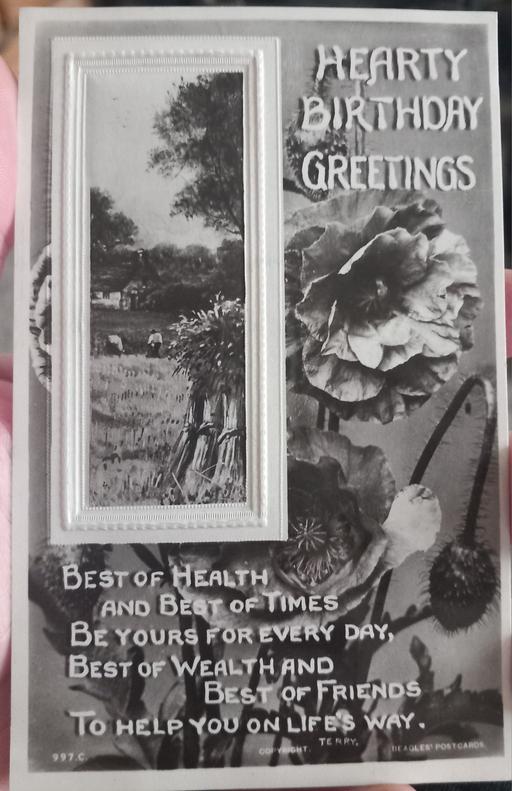 HEARTY
BIRTHDAY
GREETINGS
BEST OF HEALTH
AND BEST OF TIMES
BE YOURS FOR EVERY DAY,
BEST OF WEALTH AND
BEST OF FRIENDS
TO HELP YOU ON LIFE'S WAY.
997.C. COPYRIGHT. TERRY. BEAGLES' POSTCARDS.